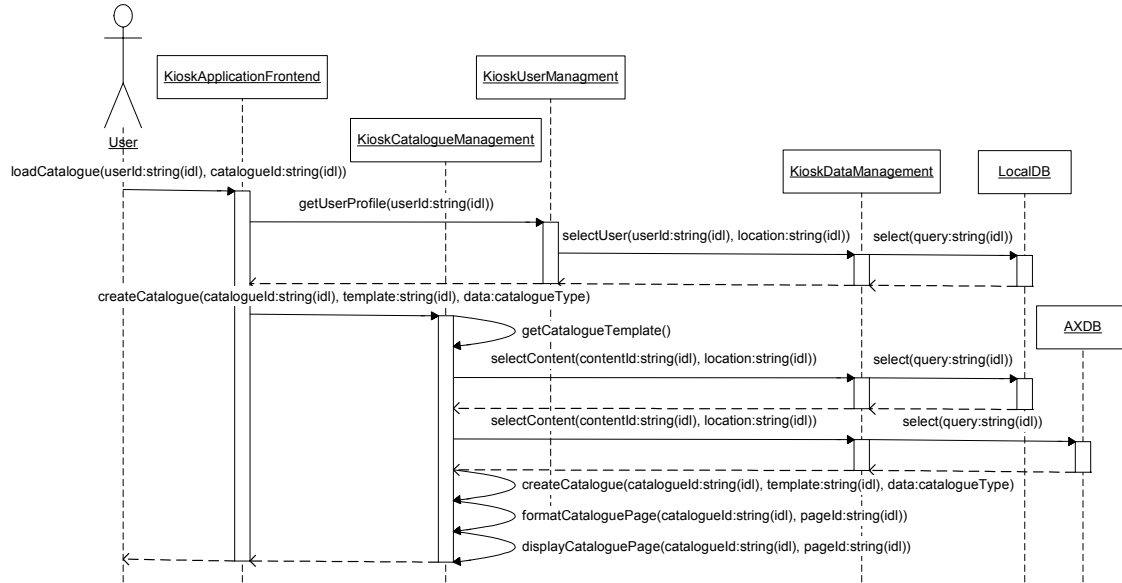 KioskApplicationFrontend
KioskUserManagment
KioskCatalogueManagement
User
KioskDataManagement
LocalDB
loadCatalogue(userId:string(idl), catalogueId:string(idl))
getUserProfile(userId:string(idl))
selectUser(userId:string(idl), location:string(idl))
select(query:string(idl))
createCatalogue(catalogueId:string(idl), template:string(idl), data:catalogueType)
getCatalogueTemplate()
AXDB
selectContent(contentId:string(idl), location:string(idl))
select(query:string(idl))
selectContent(contentId:string(idl), location:string(idl))
select(query:string(idl))
createCatalogue(catalogueId:string(idl), template:string(idl), data:catalogueType)
formatCataloguePage(catalogueId:string(idl), pageId:string(idl))
displayCataloguePage(catalogueId:string(idl), pageId:string(idl))